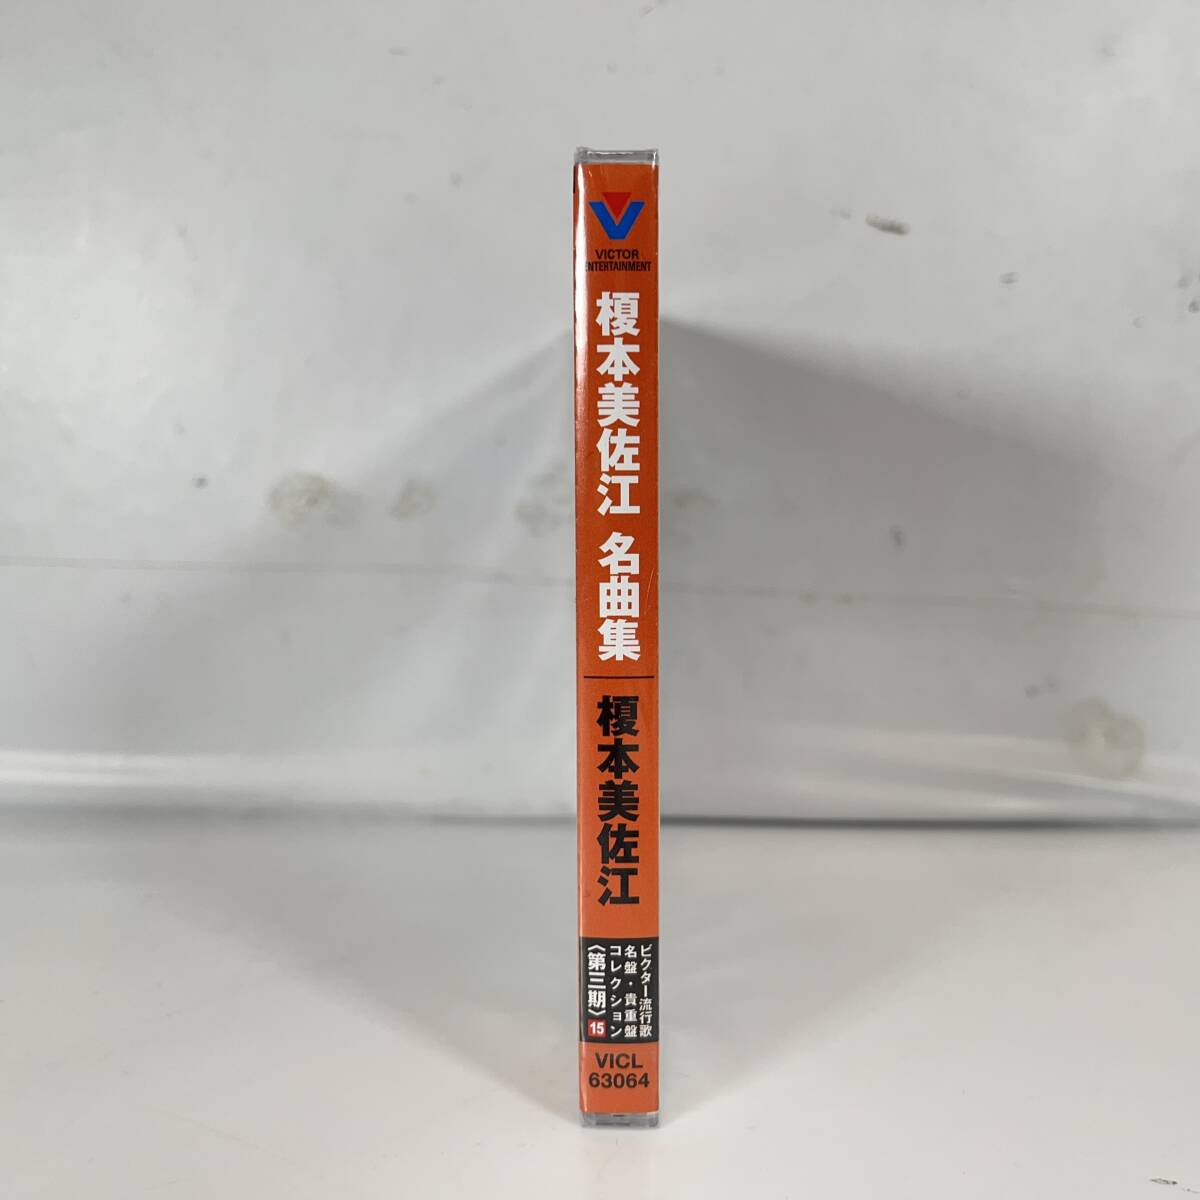 VICTOR
ENTERTAINMENT
榎本美佐江 名曲集
榎本美佐江
ビクター流行歌
名盤・貴重盤
コレクション
〈第三期〉15
VICL
63064